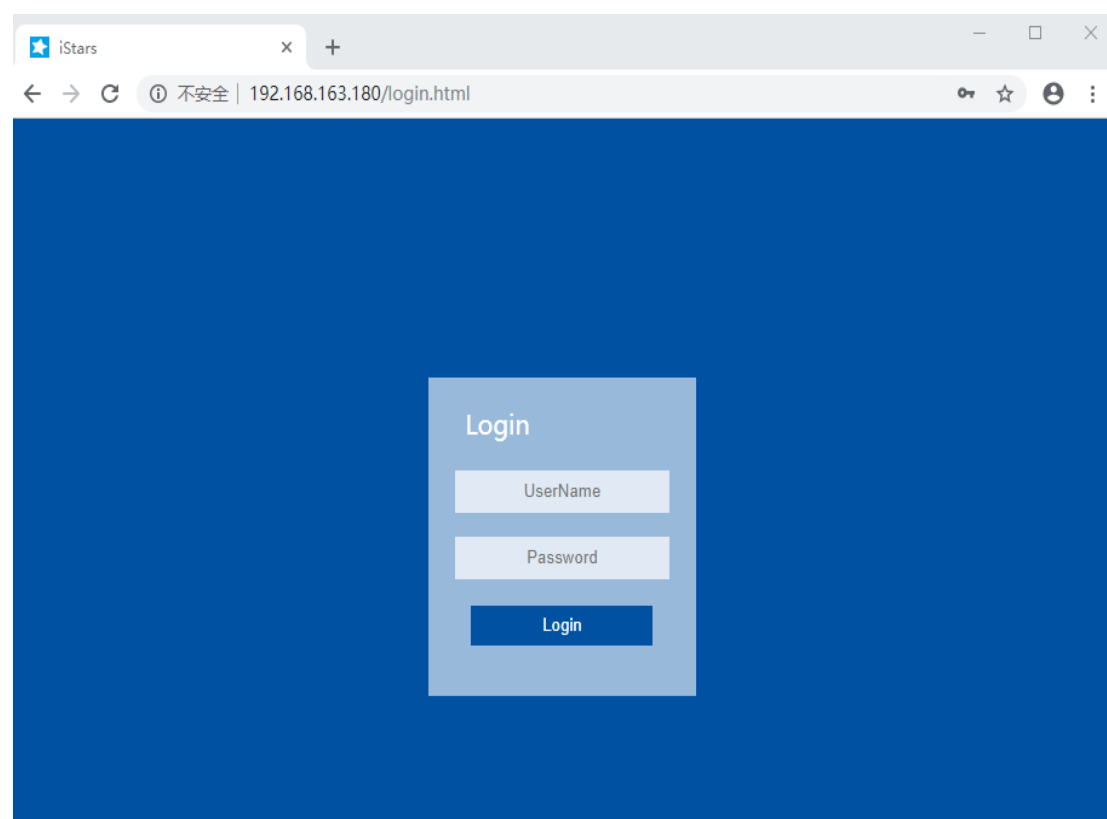 iStars
不安全 192.168.163.180/login.html
Login
UserName
Password
Login